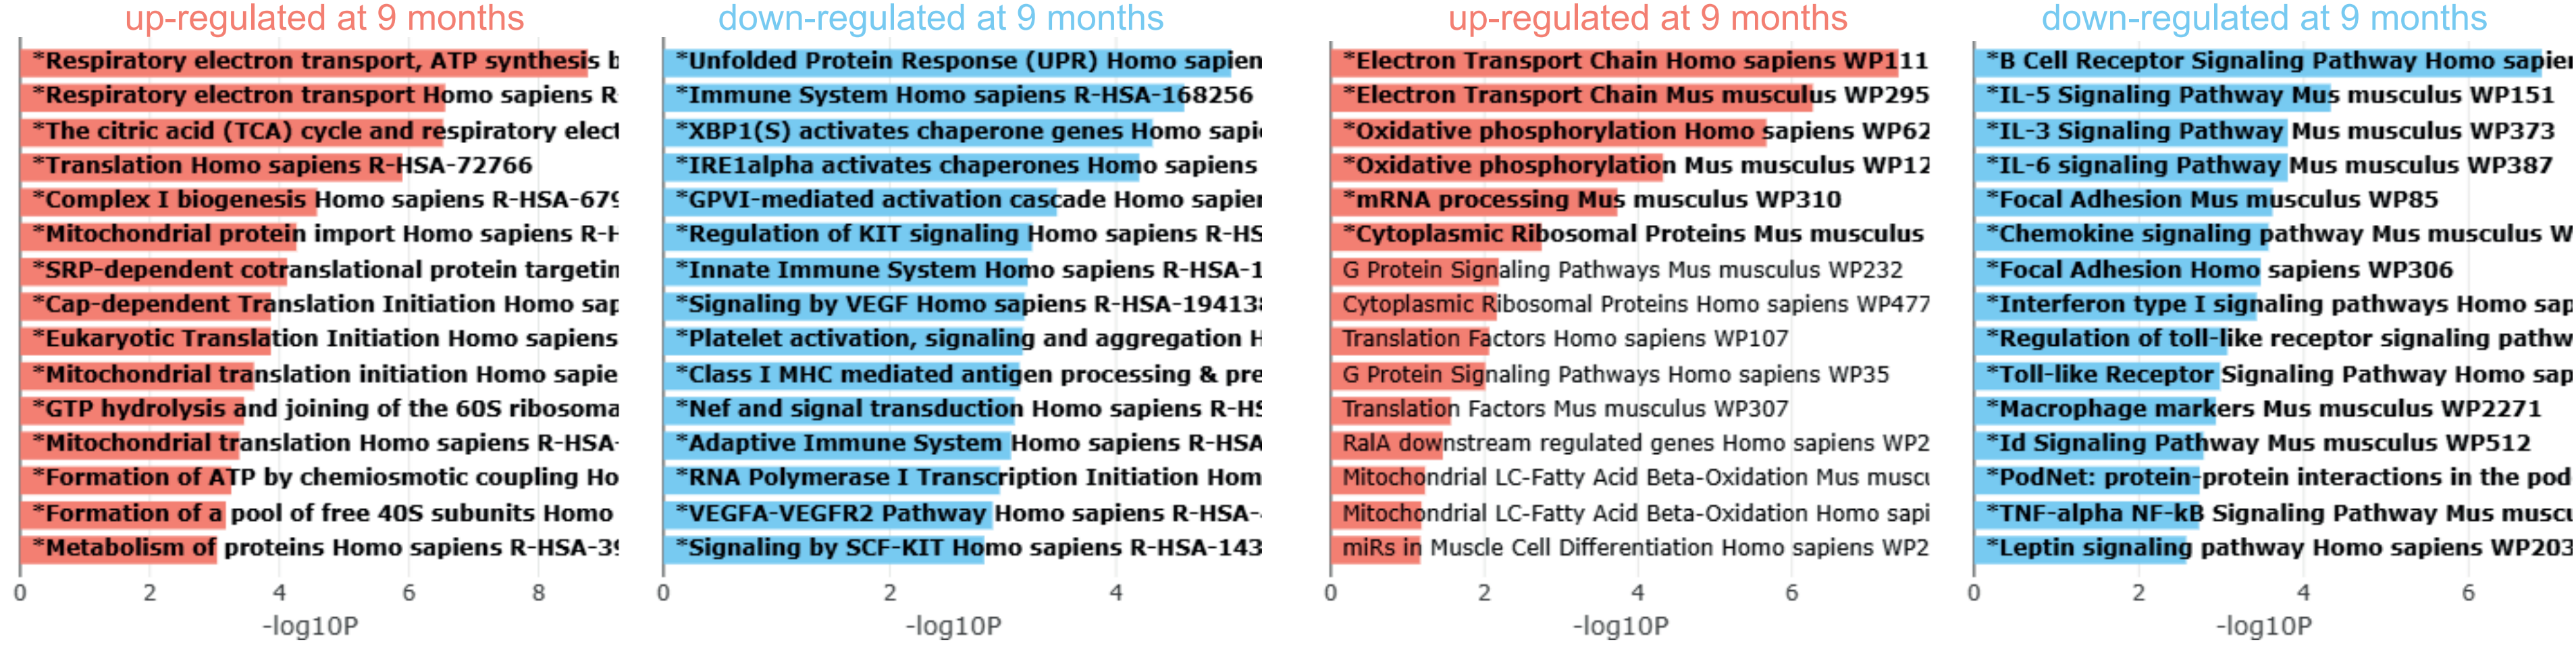 up-regulated at 9 months
*Respiratory electron transport, ATP synthesis b
*Respiratory electron transport Homo sapiens R
*The citric acid (TCA) cycle and respiratory elect
*Translation Homo sapiens R-HSA-72766
*Complex I biogenesis Homo sapiens R-HSA-679
*Mitochondrial protein import Homo sapiens R-H
*SRP-dependent cotranslational protein targetin
*Cap-dependent Translation Initiation Homo sap
*Eukaryotic Translation Initiation Homo sapiens
*Mitochondrial translation initiation Homo sapie
*GTP hydrolysis and joining of the 60S ribosoma
*Mitochondrial translation Homo sapiens R-HSA-
*Formation of ATP by chemiosmotic coupling Ho
*Formation of a pool of free 40S subunits Homo
*Metabolism of proteins Homo sapiens R-HSA-39
0 2 4 6 8
-log10P
down-regulated at 9 months
*Unfolded Protein Response (UPR) Homo sapien
*Immune System Homo sapiens R-HSA-168256
*XBP1(S) activates chaperone genes Homo sapi
*IRE1alpha activates chaperones Homo sapiens
*GPVI-mediated activation cascade Homo sapien
*Regulation of KIT signaling Homo sapiens R-HS
*Innate Immune System Homo sapiens R-HSA-1
*Signaling by VEGF Homo sapiens R-HSA-19413
*Platelet activation, signaling and aggregation H
*Class I MHC mediated antigen processing & pre
*Nef and signal transduction Homo sapiens R-HS
*Adaptive Immune System Homo sapiens R-HSA
*RNA Polymerase I Transcription Initiation Hom
*VEGFA-VEGFR2 Pathway Homo sapiens R-HSA-
*Signaling by SCF-KIT Homo sapiens R-HSA-143
0 2 4
-log10P
up-regulated at 9 months
*Electron Transport Chain Homo sapiens WP111
*Electron Transport Chain Mus musculus WP295
*Oxidative phosphorylation Homo sapiens WP62
*Oxidative phosphorylation Mus musculus WP12
*mRNA processing Mus musculus WP310
*Cytoplasmic Ribosomal Proteins Mus musculus
G Protein Signaling Pathways Mus musculus WP232
Cytoplasmic Ribosomal Proteins Homo sapiens WP477
Translation Factors Homo sapiens WP107
G Protein Signaling Pathways Homo sapiens WP35
Translation Factors Mus musculus WP307
RalA downstream regulated genes Homo sapiens WP2
Mitochondrial LC-Fatty Acid Beta-Oxidation Mus muscu
Mitochondrial LC-Fatty Acid Beta-Oxidation Homo sapi
miRs in Muscle Cell Differentiation Homo sapiens WP2
0 2 4 6
-log10P
down-regulated at 9 months
*B Cell Receptor Signaling Pathway Homo sapien
*IL-5 Signaling Pathway Mus musculus WP151
*IL-3 Signaling Pathway Mus musculus WP373
*IL-6 signaling Pathway Mus musculus WP387
*Focal Adhesion Mus musculus WP85
*Chemokine signaling pathway Mus musculus W
*Focal Adhesion Homo sapiens WP306
*Interferon type I signaling pathways Homo sap
*Regulation of toll-like receptor signaling pathw
*Toll-like Receptor Signaling Pathway Homo sap
*Macrophage markers Mus musculus WP2271
*Id Signaling Pathway Mus musculus WP512
*PodNet: protein-protein interactions in the pod
*TNF-alpha NF-kB Signaling Pathway Mus muscu
*Leptin signaling pathway Homo sapiens WP203
0 2 4 6
-log10P